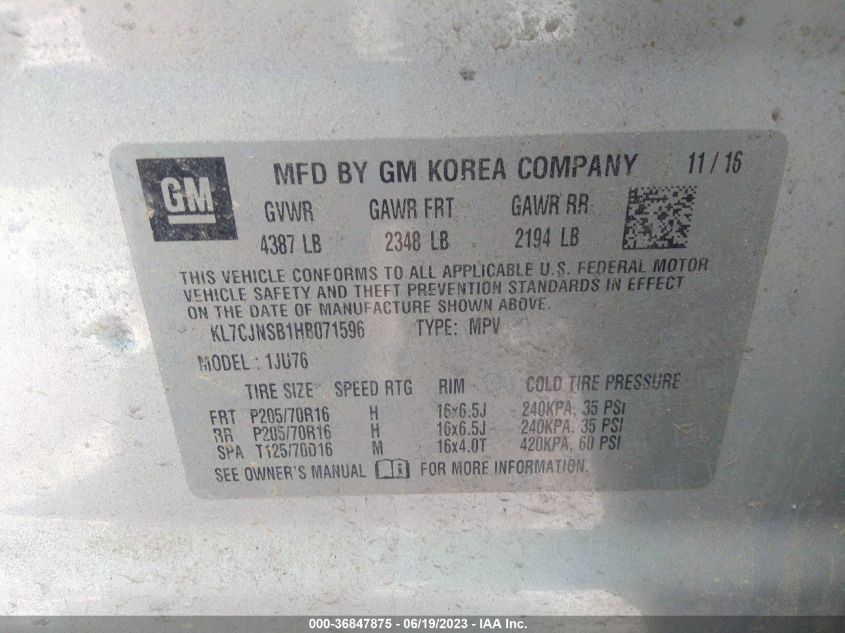 GM
MFD BY GM KOREA COMPANY 11 / 16
GVWR GAWR FRT GAWR RR
4387 LB 2348 LB 2194 LB
THIS VEHICLE CONFORMS TO ALL APPLICABLE U.S. FEDERAL MOTOR
VEHICLE SAFETY AND THEFT PREVENTION STANDARDS IN EFFECT
ON THE DATE OF MANUFACTURE SHOWN ABOVE.
KL7CJNSB1HB071596 TYPE: MPV
MODEL : 1JU76
TIRE SIZE SPEED RTG RIM COLD TIRE PRESSURE
FRT P205/70R16 H 16x6.5J 240KPA, 35 PSI
RR P205/70R16 H 16x6.5J 240KPA, 35 PSI
SPA T125/70D16 M 16x4.0T 420KPA, 60 PSI
SEE OWNER'S MANUAL FOR MORE INFORMATION.
000-36847875 - 06/19/2023 - IAA Inc.